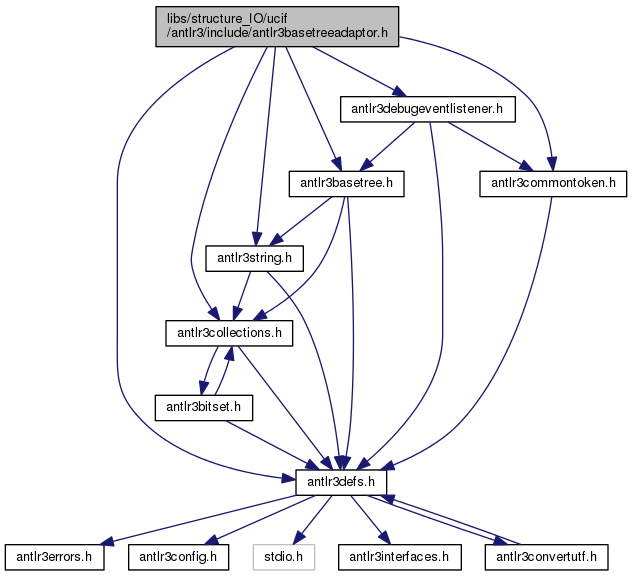 libs/structure_IO/ucif
/antlr3/include/antlr3basetreeadaptor.h
antlr3debugeventlistener.h
antlr3basetree.h
antlr3commontoken.h
antlr3string.h
antlr3collections.h
antlr3bitset.h
antlr3defs.h
antlr3errors.h
antlr3config.h
stdio.h
antlr3interfaces.h
antlr3convertutf.h